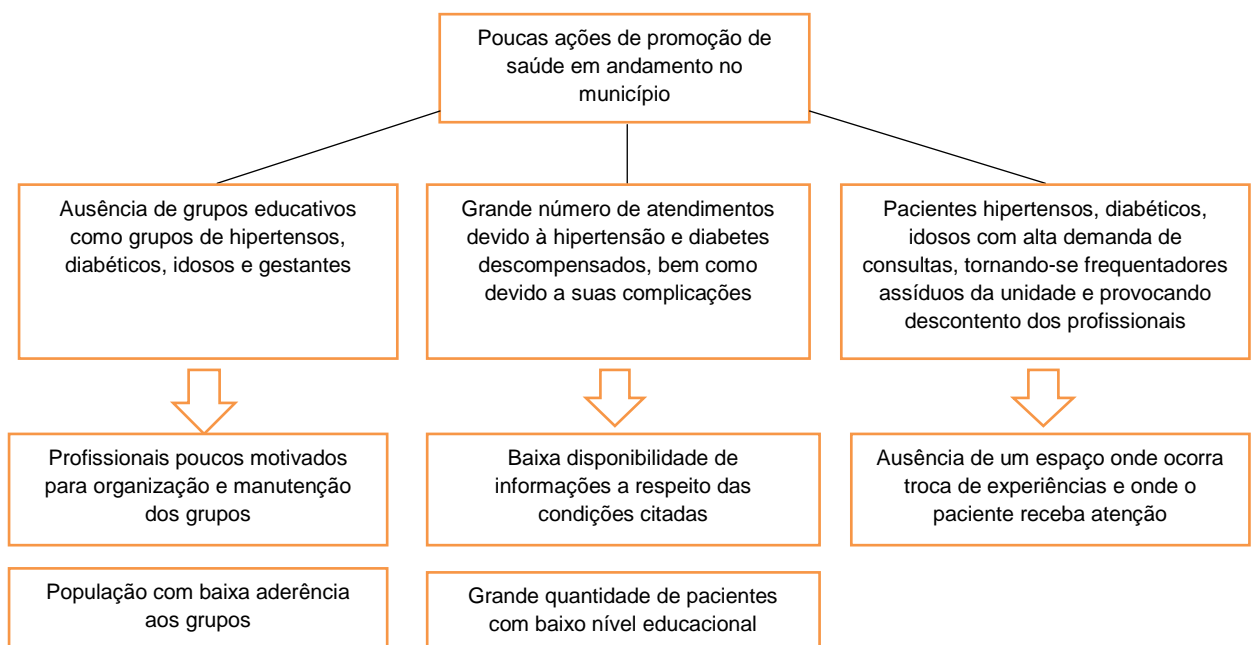 Poucas ações de promoção de
saúde em andamento no
município
Ausência de grupos educativos
como grupos de hipertensos,
diabéticos, idosos e gestantes
Grande número de atendimentos
devido à hipertensão e diabetes
descompensados, bem como
devido a suas complicações
Pacientes hipertensos, diabéticos,
idosos com alta demanda de
consultas, tornando-se frequentadores
assíduos da unidade e provocando
descontento dos profissionais
Profissionais poucos motivados
para organização e manutenção
dos grupos
Baixa disponibilidade de
informações a respeito das
condições citadas
Ausência de um espaço onde ocorra
troca de experiências e onde o
paciente receba atenção
População com baixa aderência
aos grupos
Grande quantidade de pacientes
com baixo nível educacional